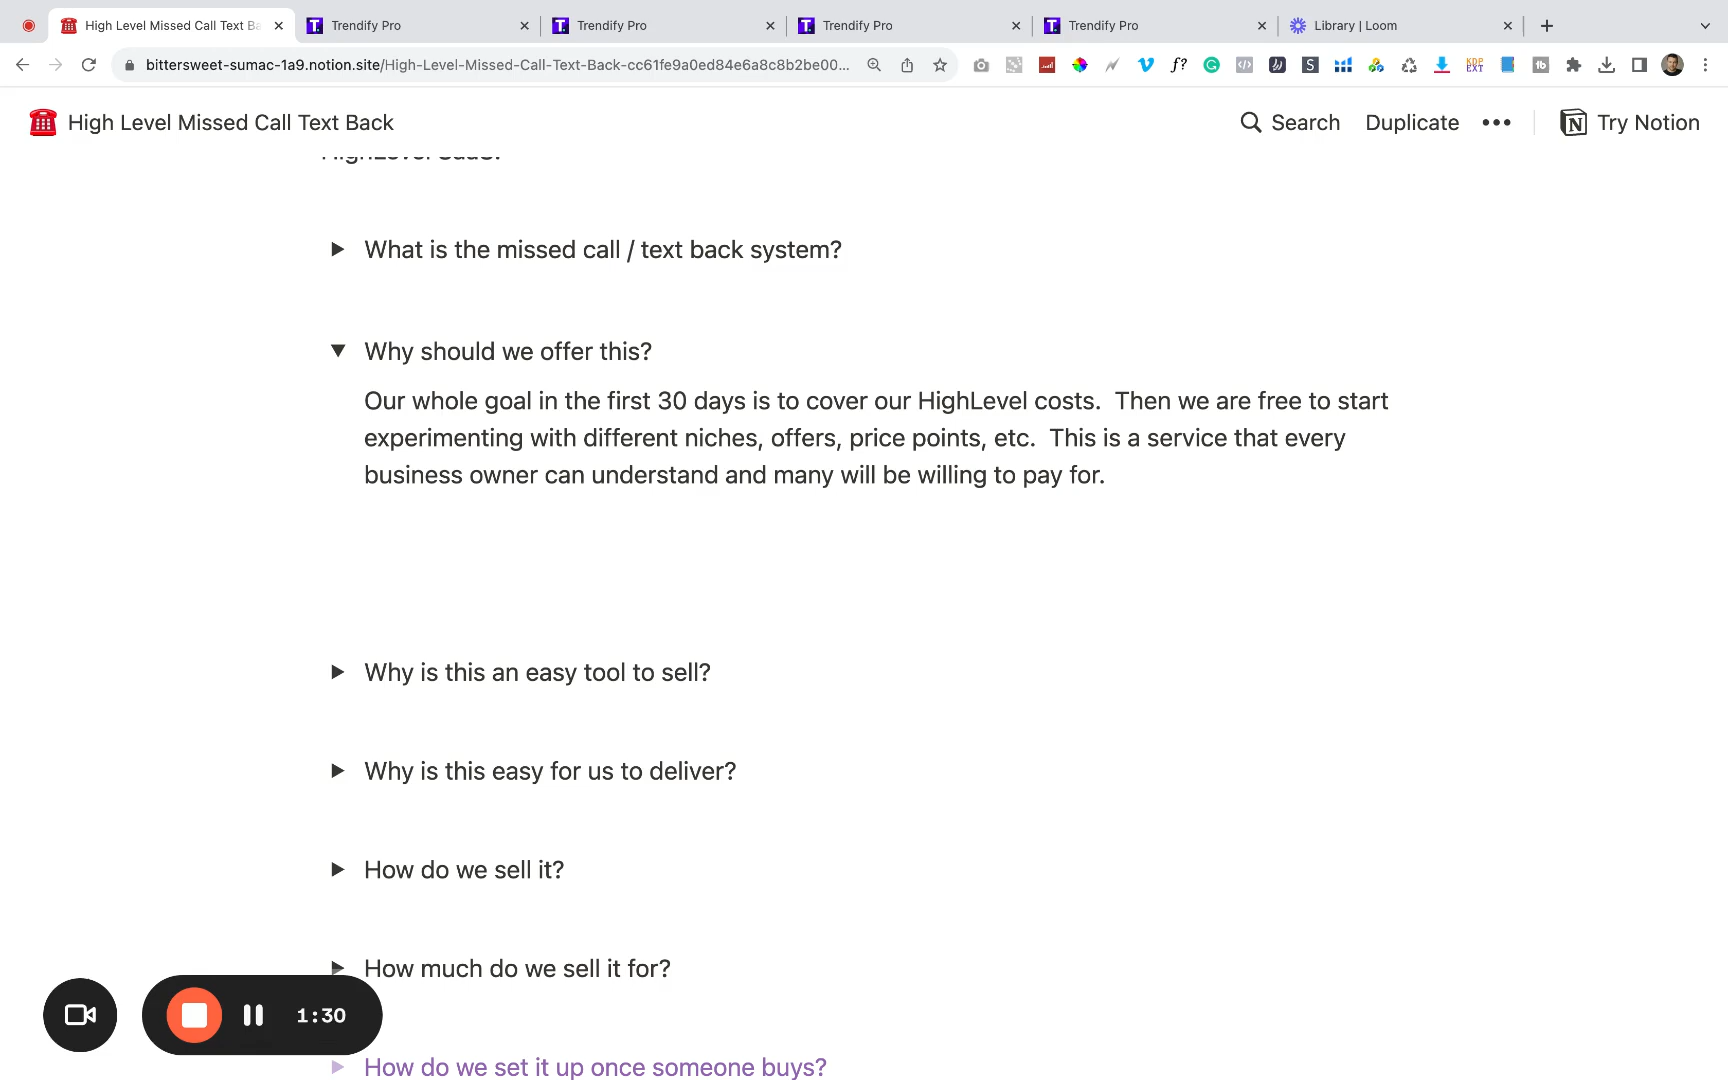 High Level Missed Call Text Ba
Trendify Pro
Trendify Pro
Trendify Pro
Trendify Pro
Library | Loom
bittersweet-sumac-1a9.notion.site/High-Level-Missed-Call-Text-Back-cc61fe9a0ed84e6a8c8b2be00...
High Level Missed Call Text Back
Search
Duplicate
Try Notion
HighLevel SaaS.
What is the missed call / text back system?
Why should we offer this?
Our whole goal in the first 30 days is to cover our HighLevel costs. Then we are free to start
experimenting with different niches, offers, price points, etc. This is a service that every
business owner can understand and many will be willing to pay for.
Why is this an easy tool to sell?
Why is this easy for us to deliver?
How do we sell it?
How much do we sell it for?
1:30
How do we set it up once someone buys?